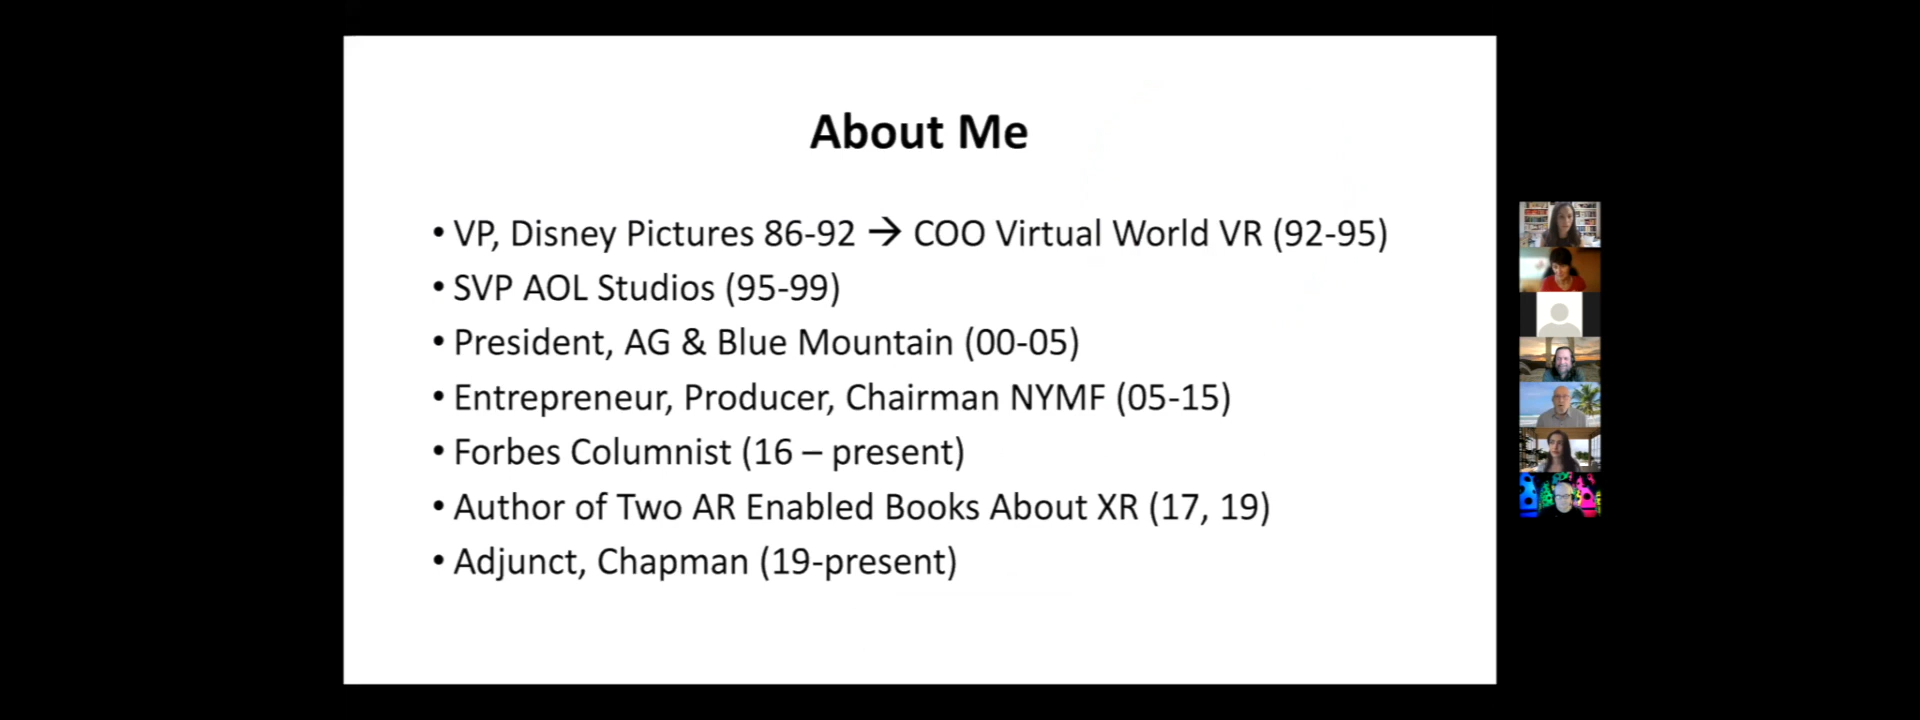 About Me
• VP, Disney Pictures 86-92 → COO Virtual World VR (92-95)
• SVP AOL Studios (95-99)
• President, AG & Blue Mountain (00-05)
• Entrepreneur, Producer, Chairman NYMF (05-15)
• Forbes Columnist (16 – present)
• Author of Two AR Enabled Books About XR (17, 19)
• Adjunct, Chapman (19-present)